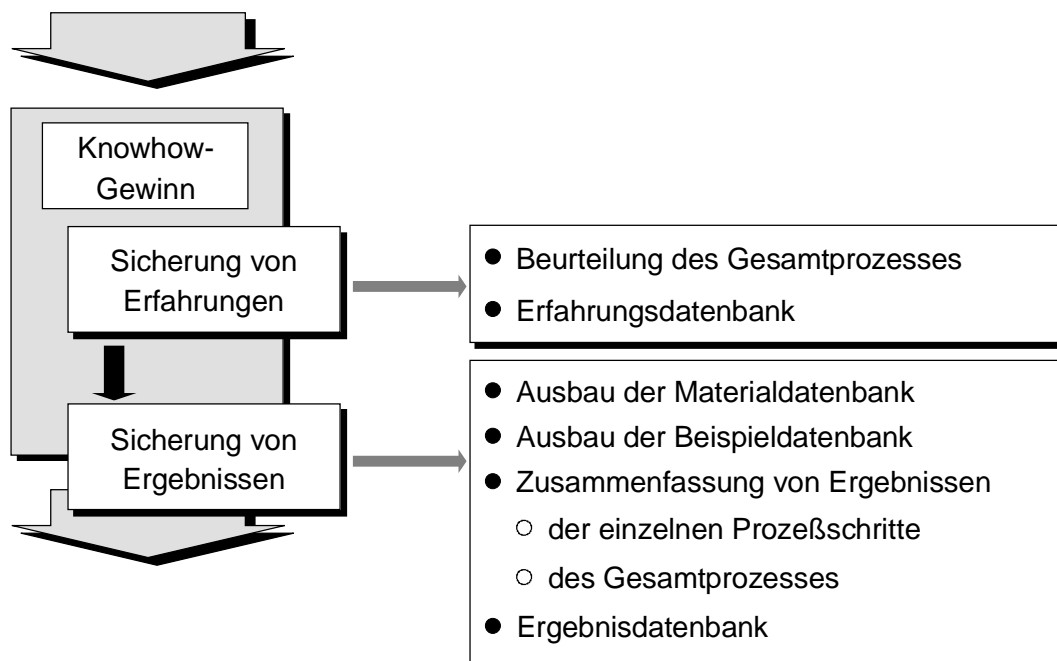 Knowhow-
Gewinn
Sicherung von
Erfahrungen
● Beurteilung des Gesamtprozesses
● Erfahrungsdatenbank
Sicherung von
Ergebnissen
● Ausbau der Materialdatenbank
● Ausbau der Beispieldatenbank
● Zusammenfassung von Ergebnissen
○ der einzelnen Prozeßschritte
○ des Gesamtprozesses
● Ergebnisdatenbank